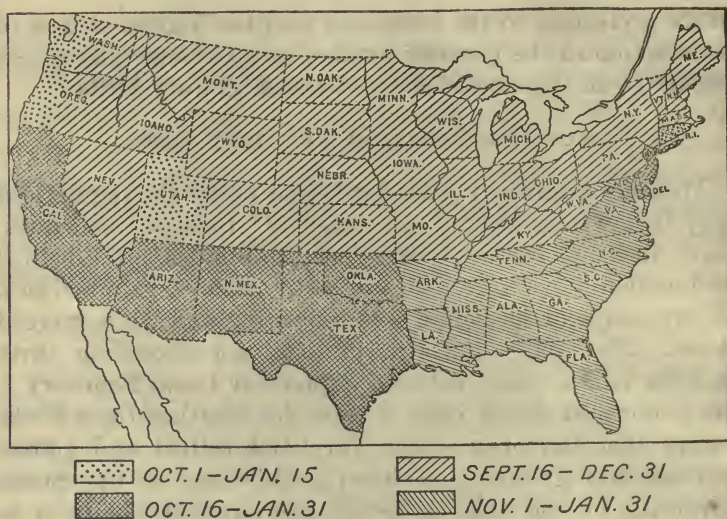 WASH.
MONT.
N.DAK.
MINN.
ME.
OREG.
IDAHO.
WYO.
S.DAK.
WIS.
MICH
N.Y.
VT.
N.H.
MASS.
R.I.
NEV.
UTAH.
COLO.
NEBR.
KANS.
IOWA.
ILL.
IND.
OHIO.
PA.
MO.
KY.
W.VA.
VA.
DEL
CAL
ARIZ.
N.MEX.
OKLA.
TEX
ARK.
TENN.
N.C.
S.C.
LA.
MISS.
ALA.
GA.
FLA.
OCT. 1–JAN. 15
SEPT. 16–DEC. 31
OCT. 16–JAN. 31
NOV. 1–JAN. 31